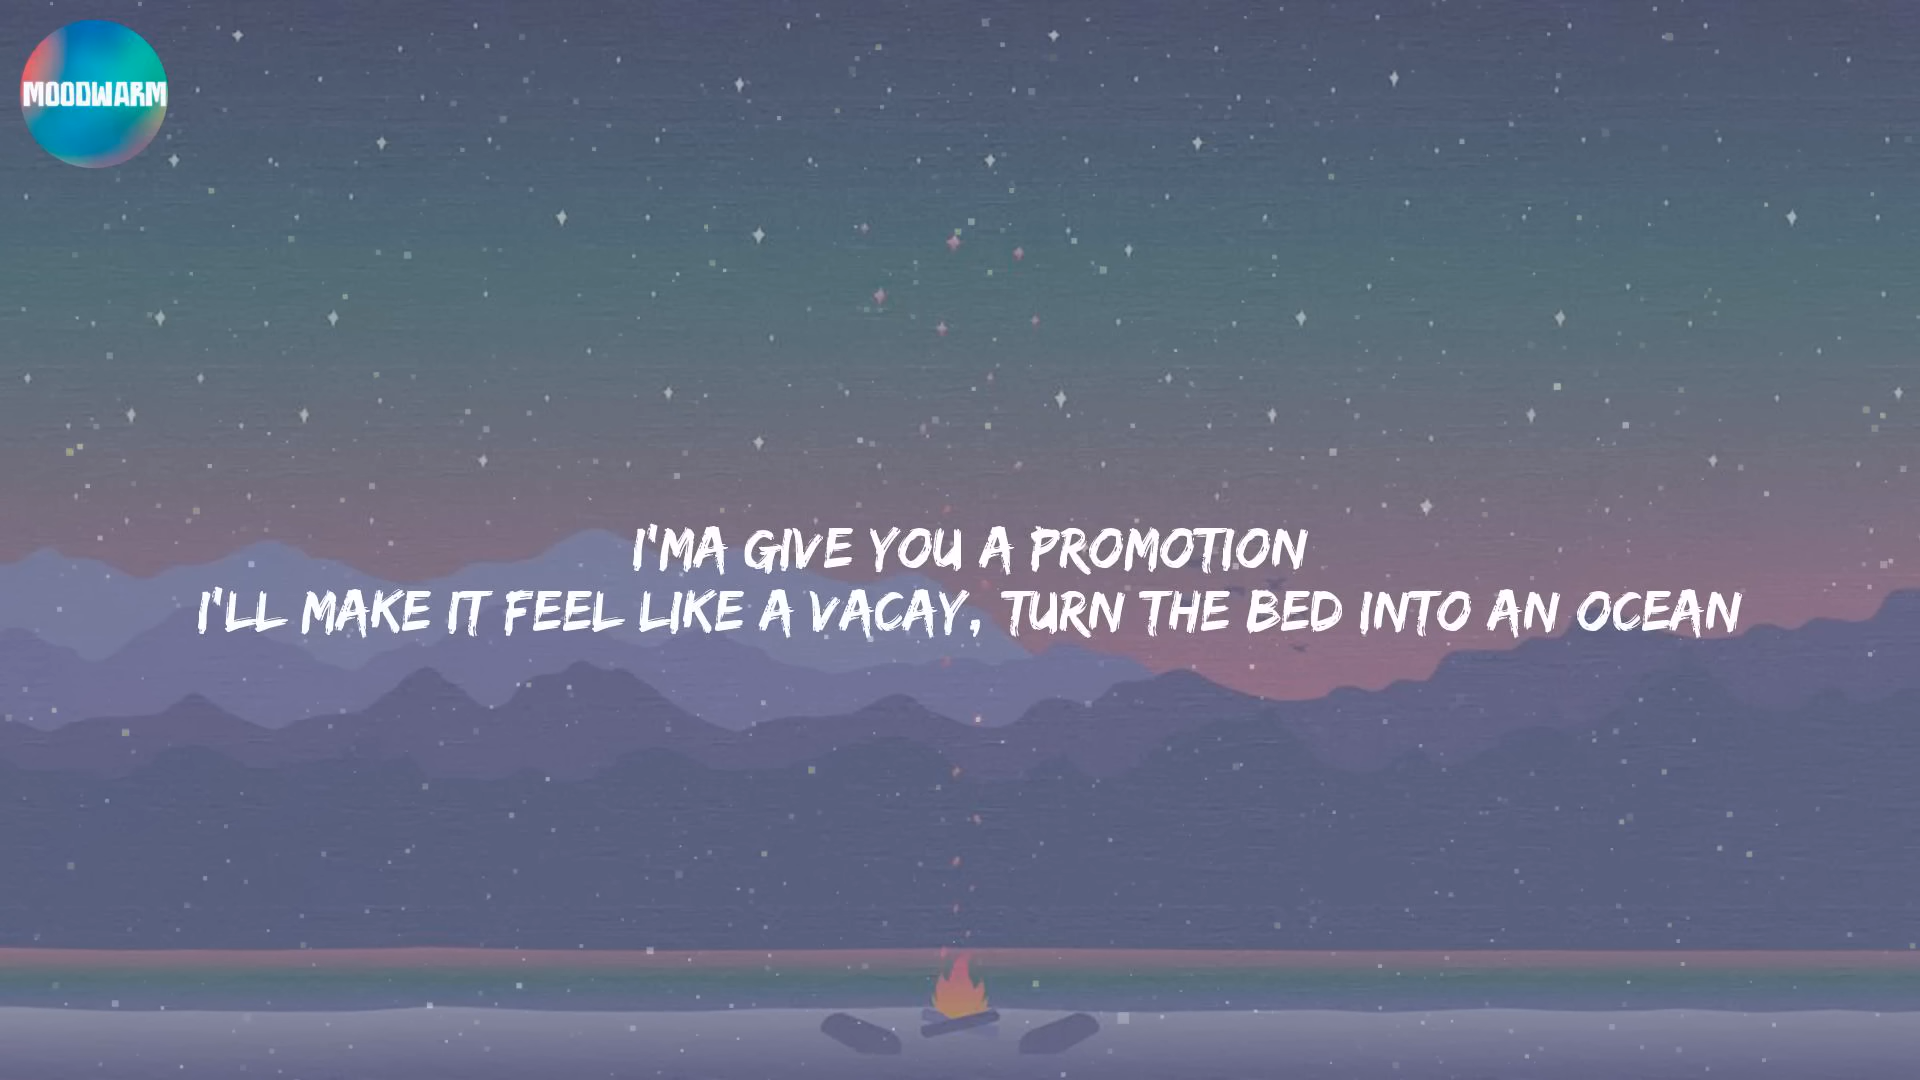 MOODWARM
I'MA GIVE YOU A PROMOTION
I'LL MAKE IT FEEL LIKE A VACAY, TURN THE BED INTO AN OCEAN